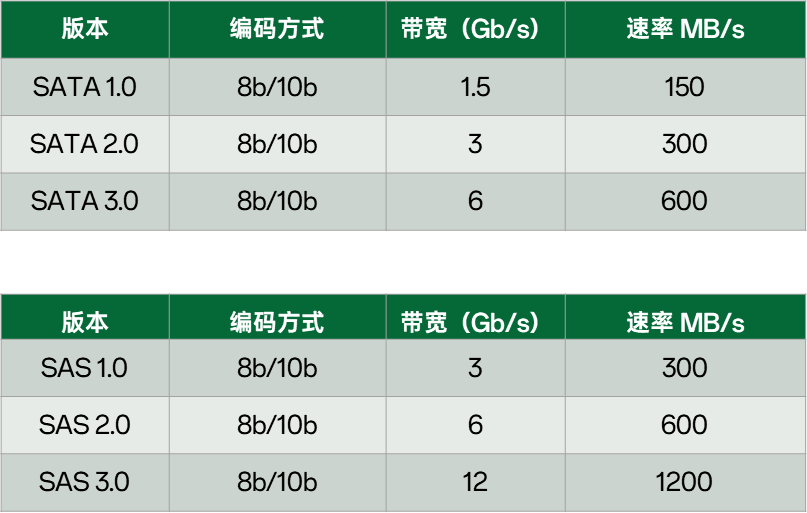 版本 编码方式 带宽（Gb/s） 速率 MB/s
SATA 1.0 8b/10b 1.5 150
SATA 2.0 8b/10b 3 300
SATA 3.0 8b/10b 6 600
版本 编码方式 带宽（Gb/s） 速率 MB/s
SAS 1.0 8b/10b 3 300
SAS 2.0 8b/10b 6 600
SAS 3.0 8b/10b 12 1200